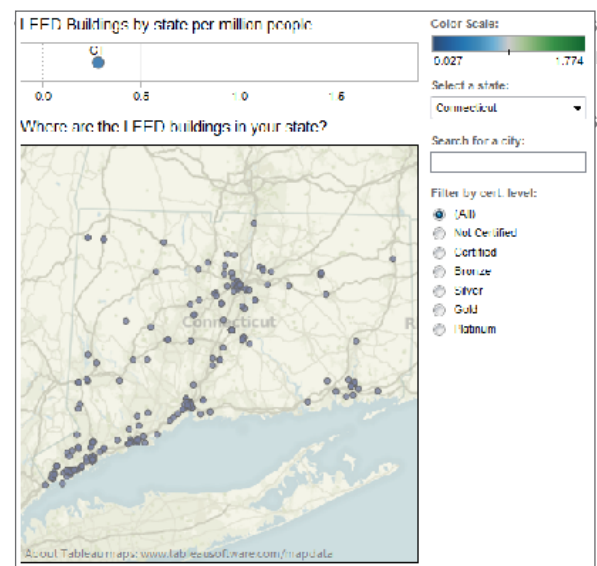 LEED Buildings by state per million people
CT
0.0 0.5 1.0 1.5
Where are the LEED buildings in your state?
Connecticut
R
About Tableau maps: www.tableausoftware.com/mapdata
Color Scale:
0.027 1.774
Select a state:
Connecticut
Search for a city:
Filter by cert. level:
(All)
Not Certified
Certified
Bronze
Silver
Gold
Platinum